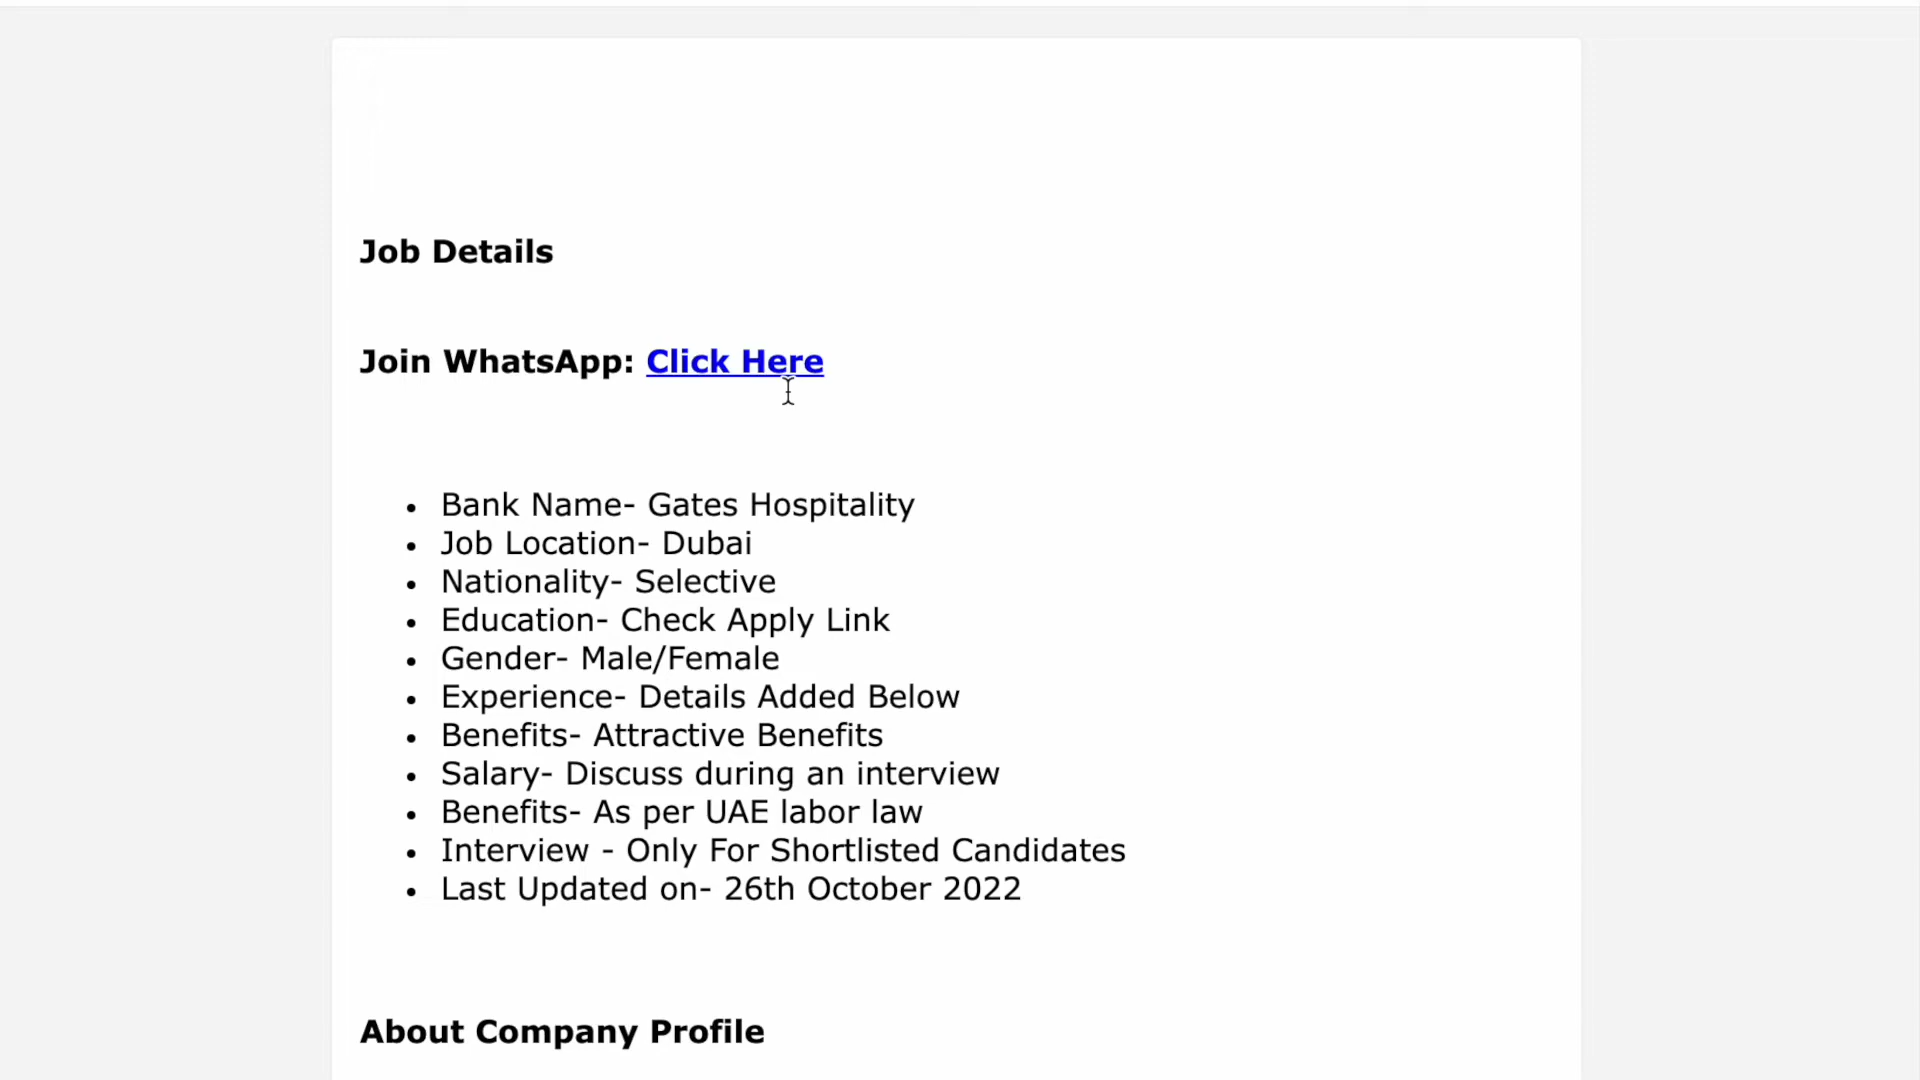 Job Details
Join WhatsApp: Click Here
• Bank Name- Gates Hospitality
• Job Location- Dubai
• Nationality- Selective
• Education- Check Apply Link
• Gender- Male/Female
• Experience- Details Added Below
• Benefits- Attractive Benefits
• Salary- Discuss during an interview
• Benefits- As per UAE labor law
• Interview - Only For Shortlisted Candidates
• Last Updated on- 26th October 2022
About Company Profile